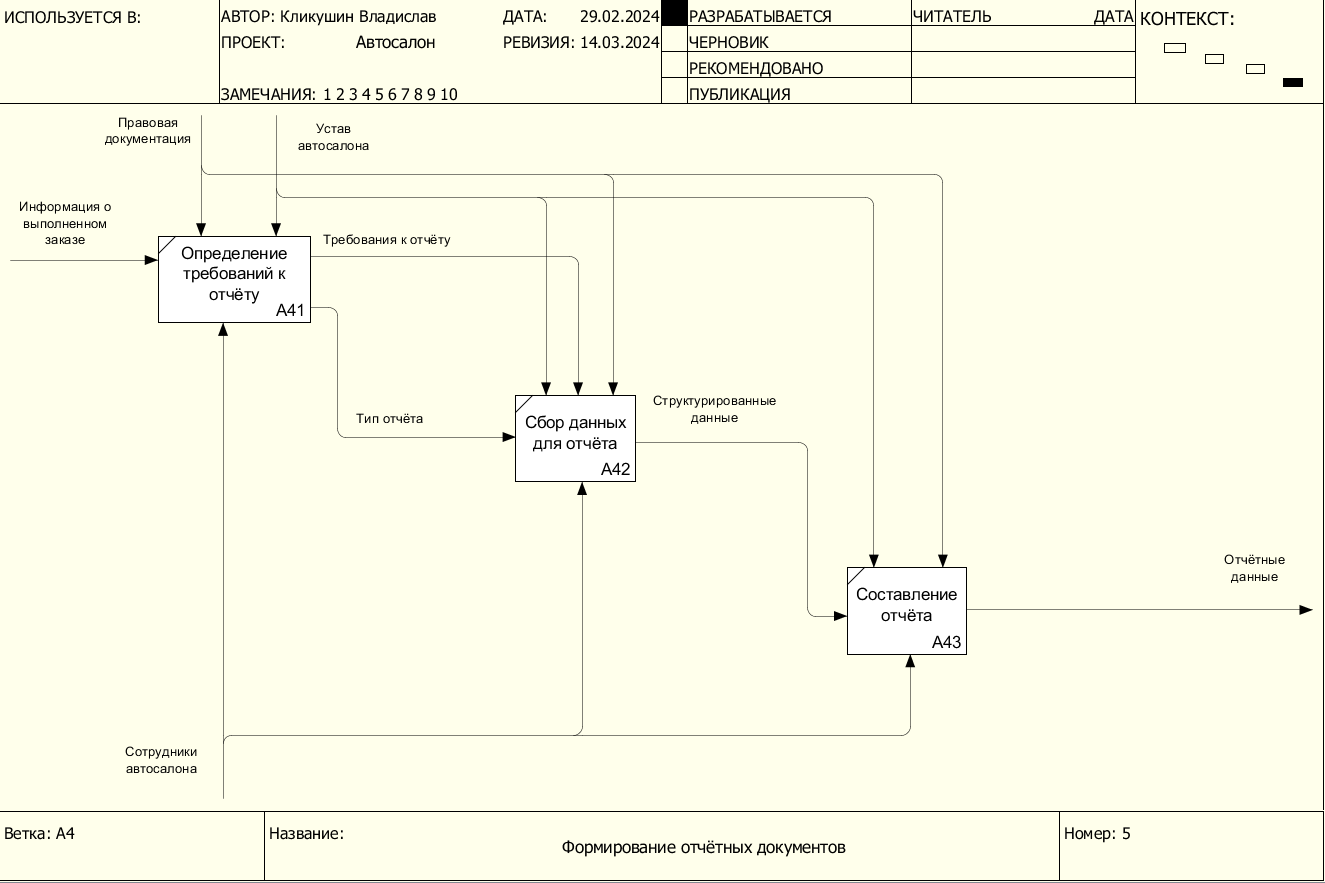 ИСПОЛЬЗУЕТСЯ В:
АВТОР: Кликушин Владислав
ДАТА: 29.02.2024
ПРОЕКТ: Автосалон
РЕВИЗИЯ: 14.03.2024
ЗАМЕЧАНИЯ: 1 2 3 4 5 6 7 8 9 10
РАЗРАБАТЫВАЕТСЯ
ЧЕРНОВИК
РЕКОМЕНДОВАНО
ПУБЛИКАЦИЯ
ЧИТАТЕЛЬ
ДАТА
КОНТЕКСТ:
Правовая
документация
Устав
автосалона
Информация о
выполненном
заказе
Определение
требований к
отчёту
A41
Требования к отчёту
Тип отчёта
Сбор данных
для отчёта
A42
Структурированные
данные
Составление
отчёта
A43
Отчётные
данные
Сотрудники
автосалона
Ветка: A4
Название:
Формирование отчётных документов
Номер: 5